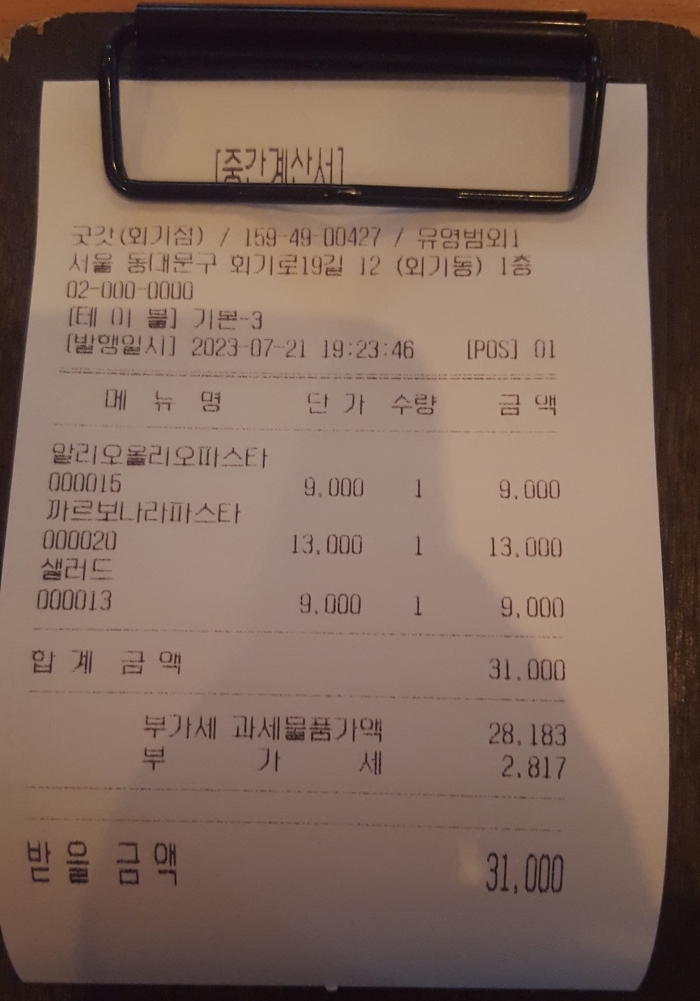 [중간계산서]
굿갓(회기점) / 159-49-00427 / 유영범외1
서울 동대문구 회기로19길 12 (회기동) 1층
02-000-0000
[테 이 블] 기본-3
[발행일시] 2023-07-21 19:23:46 [POS] 01
메 뉴 명 단 가 수량 금 액
알리오올리오파스타
000015 9,000 1 9,000
까르보나라파스타
000020 13,000 1 13,000
샐러드
000013 9,000 1 9,000
합 계 금 액 31,000
부가세 과세물품가액 28,183
부 가 세 2,817
받 을 금 액 31,000